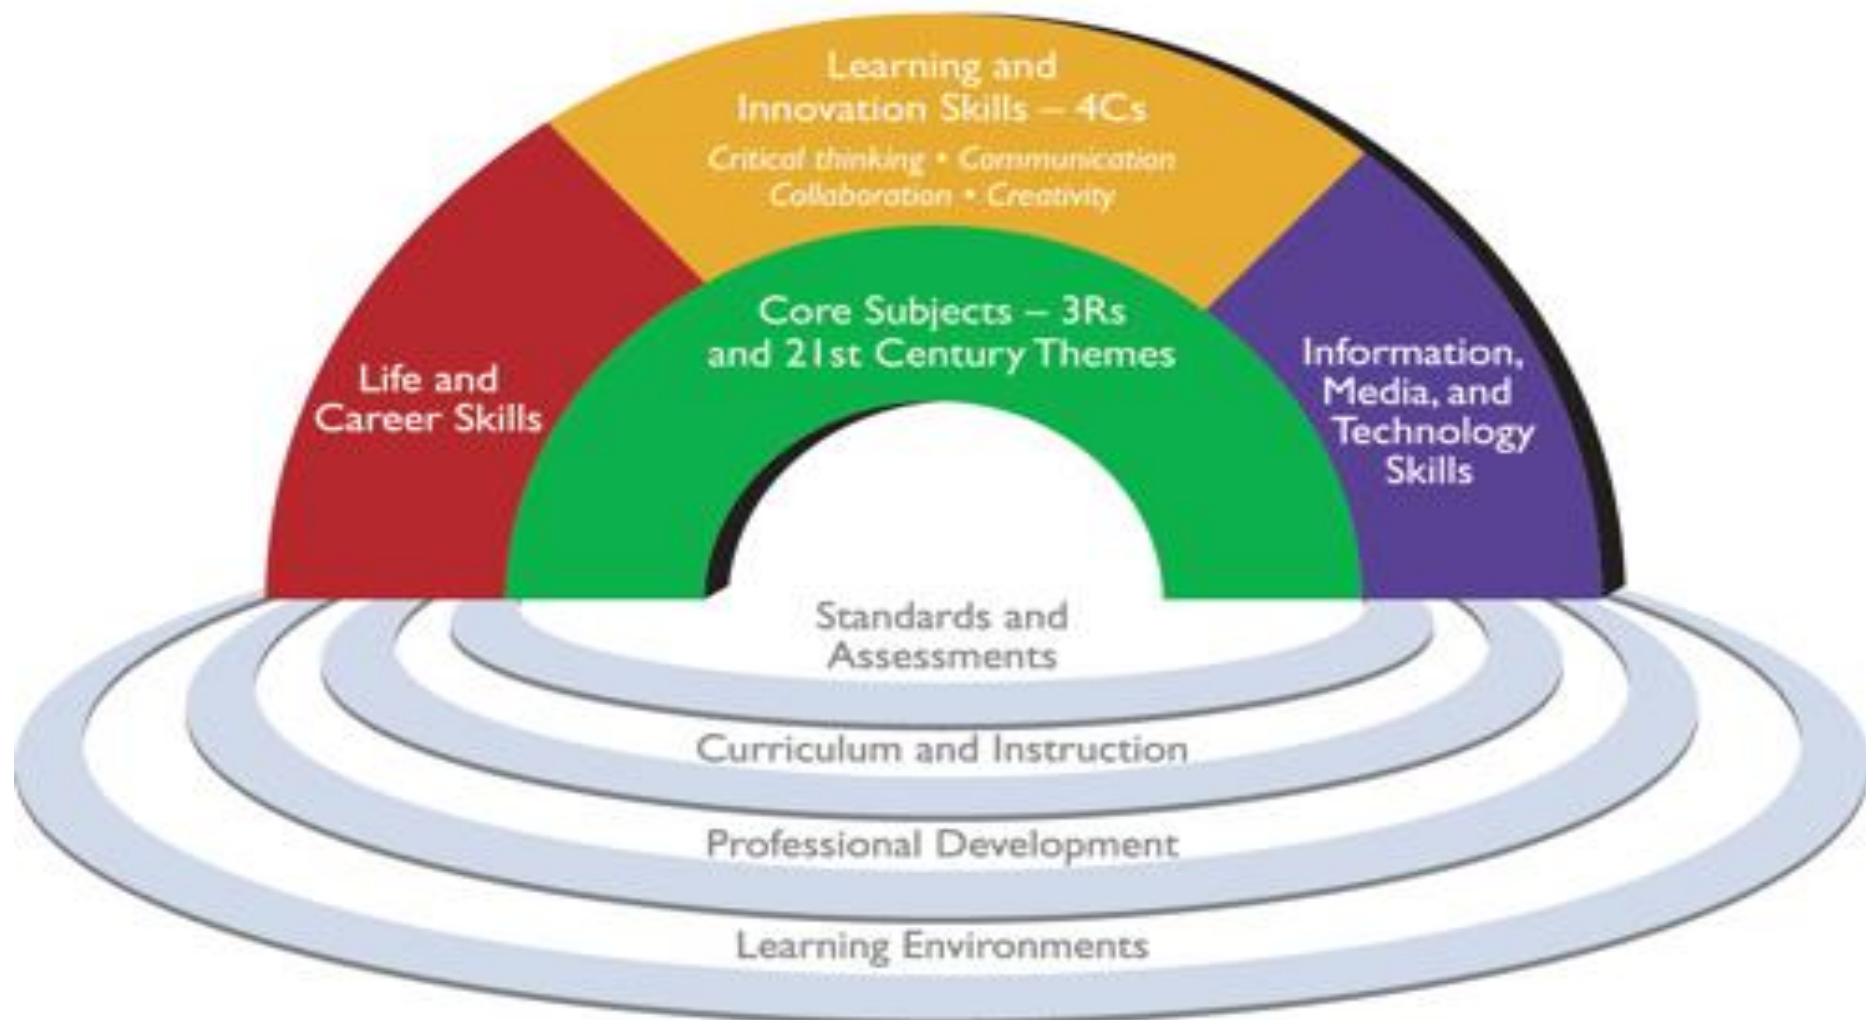 Learning and
Innovation Skills – 4Cs
Critical thinking • Communication
Collaboration • Creativity
Core Subjects – 3Rs
and 21st Century Themes
Life and
Career Skills
Information,
Media, and
Technology
Skills
Standards and
Assessments
Curriculum and Instruction
Professional Development
Learning Environments